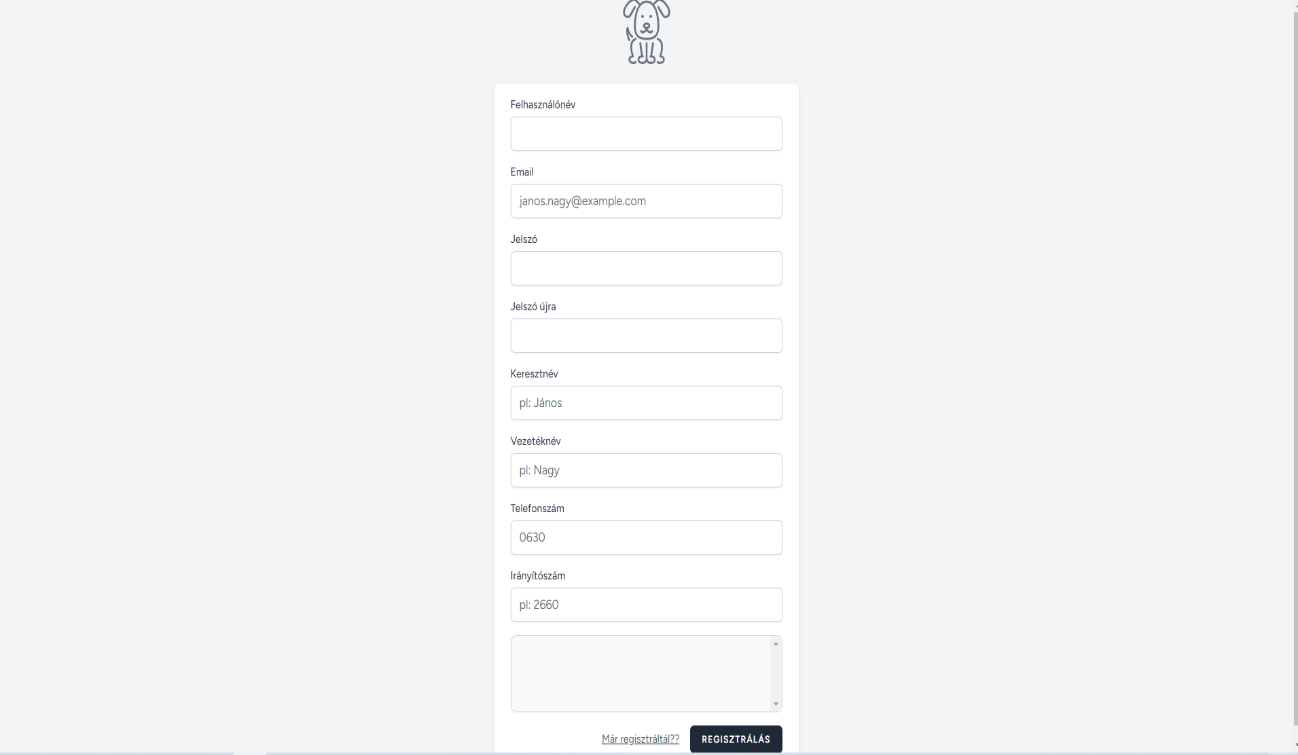 Felhasználónév
Email
janos.nagy@example.com
Jelszó
Jelszó újra
Keresztnév
pl: János
Vezetéknév
pl: Nagy
Telefonszám
0630
Irányítószám
pl: 2660
Már regisztráltál??
REGISZTRÁLÁS